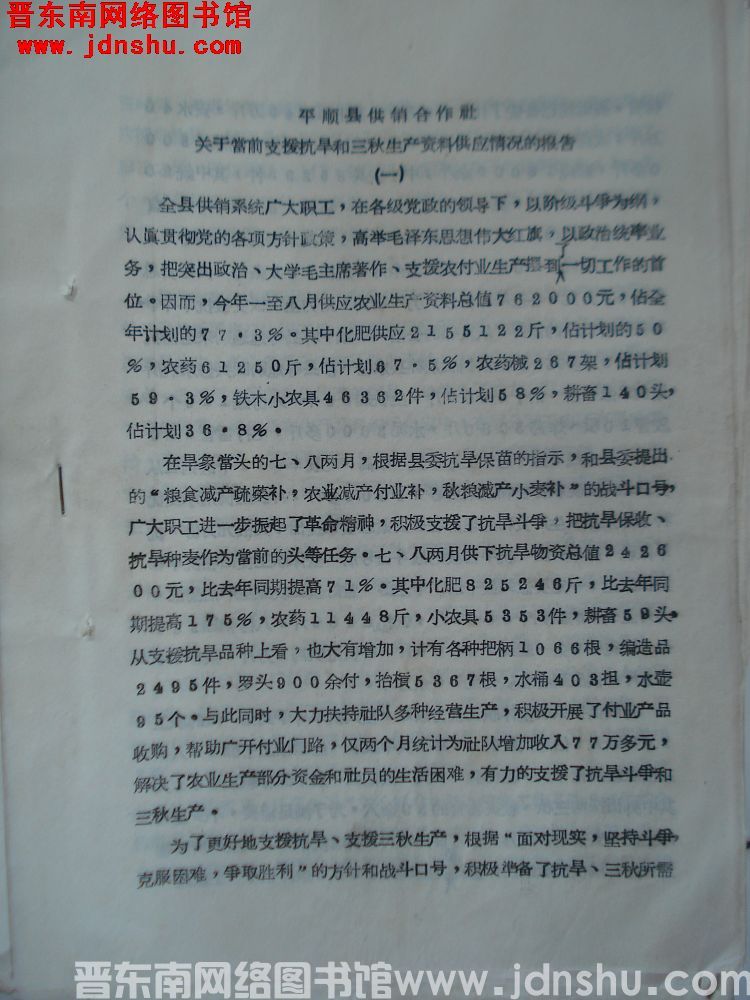 晋东南网络图书馆
www.jdnshu.com
平顺县供销合作社
关于當前支援抗旱和三秋生产资料供应情况的报告
(一)
全县供销系统广大职工，在各级党政的领导下，以阶级斗爭为纲，
认眞贯彻党的各项方针政策，高举毛泽东思想伟大红旗，以政治统率业
务，把突出政治、大学毛主席著作、支援农付业生产摆到一切工作的首
位。因而，今年一至八月供应农业生产资料总值762000元，佔全
年计划的77.3%。其中化肥供应2155122斤，佔计划的50
%，农药61250斤，佔计划67.5%，农药械267架，佔计划
59.3%，铁木小农具46362件，佔计划58%，耕畜140头，
佔计划36.8%。
在旱象當头的七、八两月，根据县委抗旱保苗的指示，和县委提出
的“粮食减产疏菜补，农业减产付业补，秋粮减产小麦补”的战斗口号，
广大职工进一步振起了革命精神，积极支援了抗旱斗争，把抗旱保收、
抗旱种麦作为當前的头等任务。七、八两月供下抗旱物资总值2426
00元，比去年同期提高71%。其中化肥825246斤，比去年同
期提高175%，农药11448斤，小农具5353件，耕畜59头。
从支援抗旱品种上看，也大有增加，计有各种把柄1066根，编造品
2495件，罗头900余付，抬槓5367根，水桶403担，水壶
95个。与此同时，大力扶持社队多种经营生产，积极开展了付业产品
收购，帮助广开付业门路，仅两个月统计为社队增加收入77万多元，
解决了农业生产部分资金和社员的生活困难，有力的支援了抗旱斗爭和
三秋生产。
为了更好地支援抗旱、支援三秋生产，根据“面对现实，坚持斗爭，
克服困难，爭取胜利”的方针和战斗口号，积极準备了抗旱、三秋所需
晋东南网络图书馆www.jdnshu.com